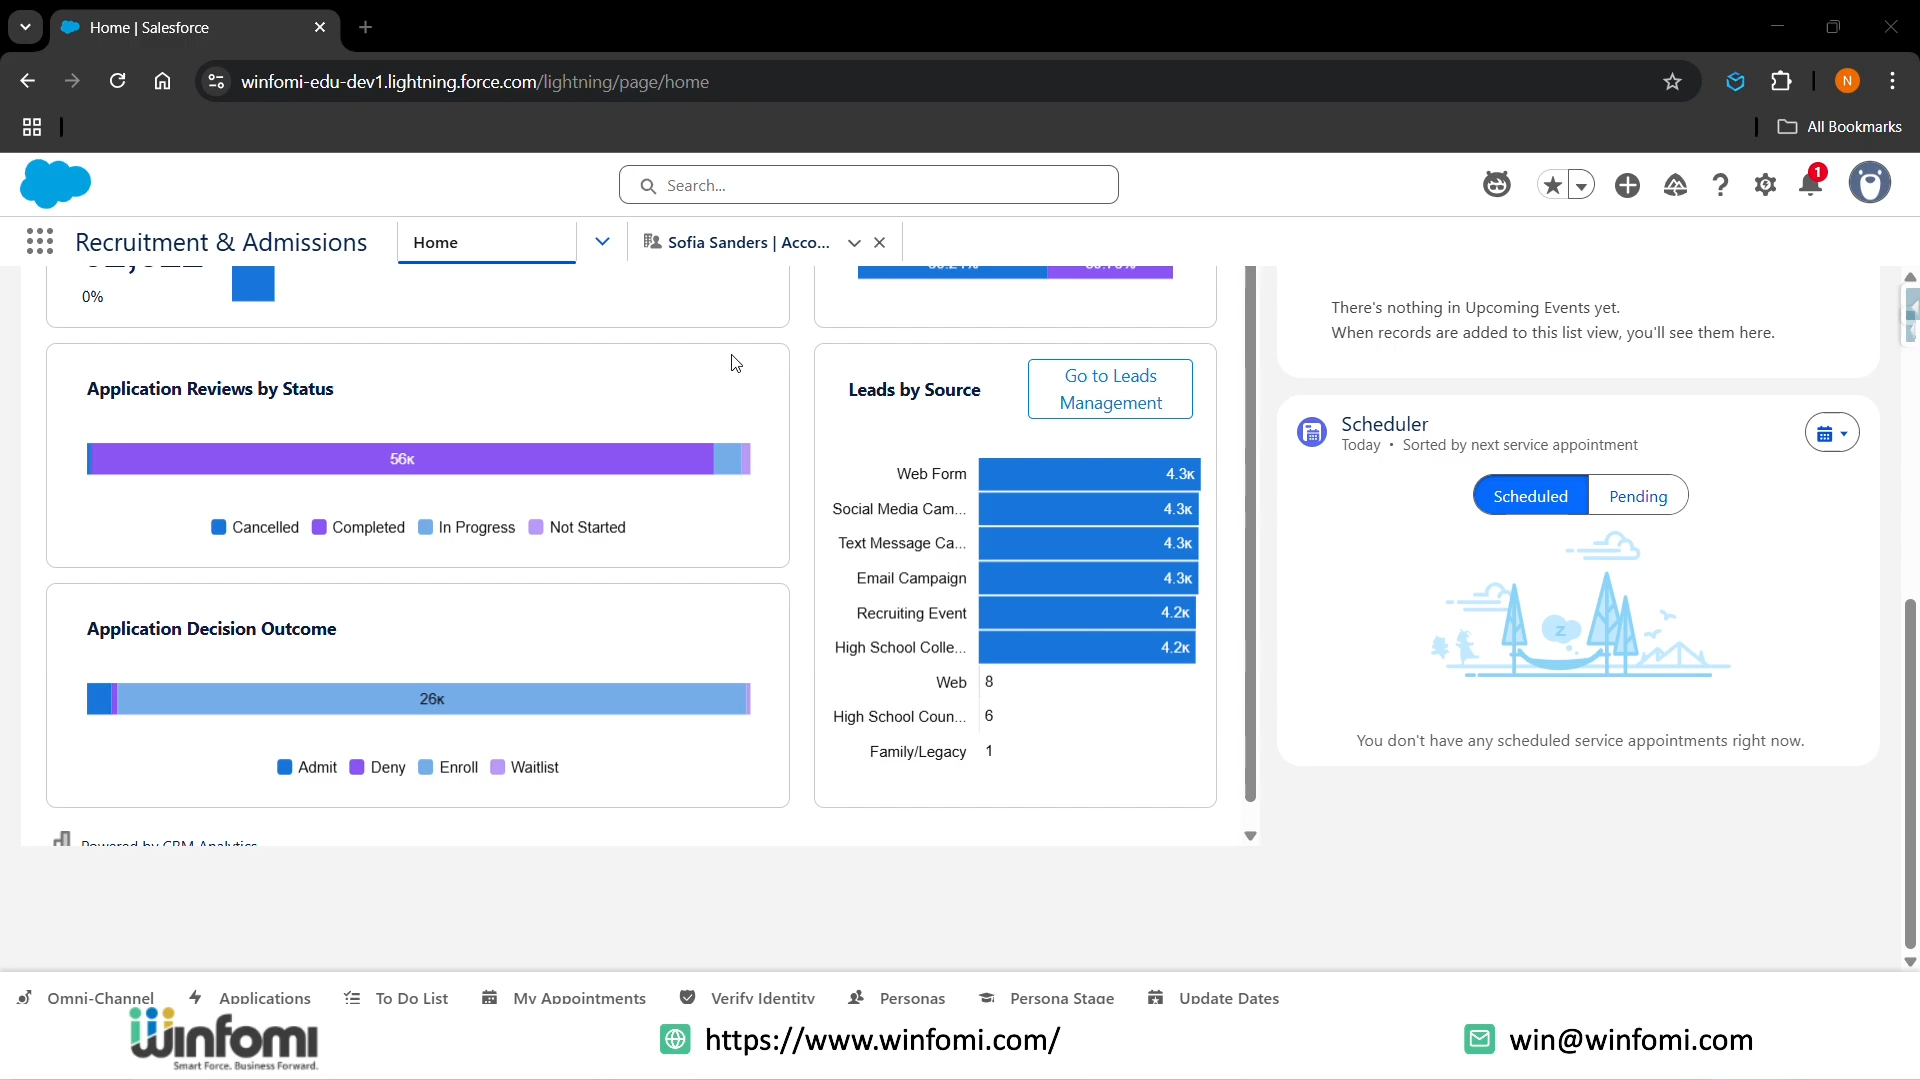 Home | Salesforce
winfomi-edu-dev1.lightning.force.com/lightning/page/home
N
All Bookmarks
Search...
1
Recruitment & Admissions
Home
Sofia Sanders | Acco...
0%
There's nothing in Upcoming Events yet.
When records are added to this list view, you'll see them here.
Application Reviews by Status
56K
Cancelled Completed In Progress Not Started
Application Decision Outcome
26K
Admit Deny Enroll Waitlist
Powered by CRM Analytics
Leads by Source
Go to Leads
Management
Web Form 4.3K
Social Media Cam... 4.3K
Text Message Ca... 4.3K
Email Campaign 4.3K
Recruiting Event 4.2K
High School Colle... 4.2K
Web 8
High School Coun... 6
Family/Legacy 1
Scheduler
Today • Sorted by next service appointment
Scheduled
Pending
z
You don't have any scheduled service appointments right now.
Omni-Channel
Applications
To Do List
My Appointments
Verify Identity
Personas
Persona Stage
Update Dates
Winfomi
Smart Force. Business Forward.
https://www.winfomi.com/
win@winfomi.com